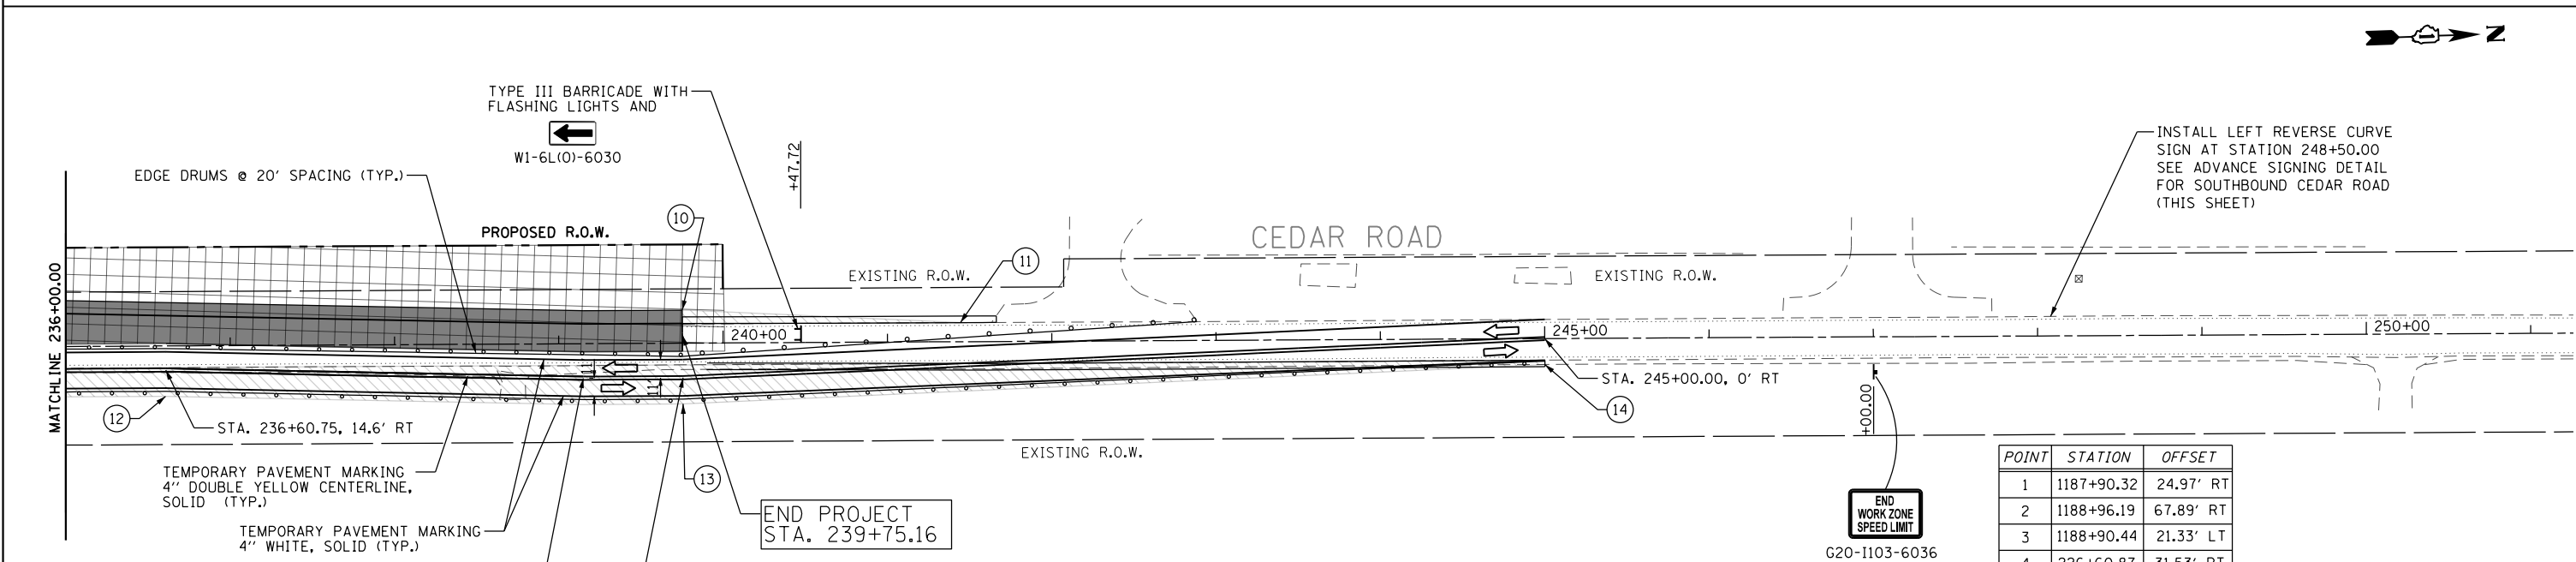 N
TYPE III BARRICADE WITH
FLASHING LIGHTS AND
W1-6L(O)-6030
+47.72
EDGE DRUMS @ 20' SPACING (TYP.)
INSTALL LEFT REVERSE CURVE
SIGN AT STATION 248+50.00
SEE ADVANCE SIGNING DETAIL
FOR SOUTHBOUND CEDAR ROAD
(THIS SHEET)
10
PROPOSED R.O.W.
CEDAR ROAD
11
EXISTING R.O.W.
EXISTING R.O.W.
MATCHLINE 236+00.00
240+00
245+00
250+00
11'
11'
STA. 245+00.00, 0' RT
12
14
STA. 236+60.75, 14.6' RT
+00.00
EXISTING R.O.W.
13
TEMPORARY PAVEMENT MARKING
4" DOUBLE YELLOW CENTERLINE,
SOLID (TYP.)
TEMPORARY PAVEMENT MARKING
4" WHITE, SOLID (TYP.)
END PROJECT
STA. 239+75.16
END
WORK ZONE
SPEED LIMIT
G20-I103-6036
POINT STATION OFFSET
1 1187+90.32 24.97' RT
2 1188+96.19 67.89' RT
3 1188+90.44 21.33' LT